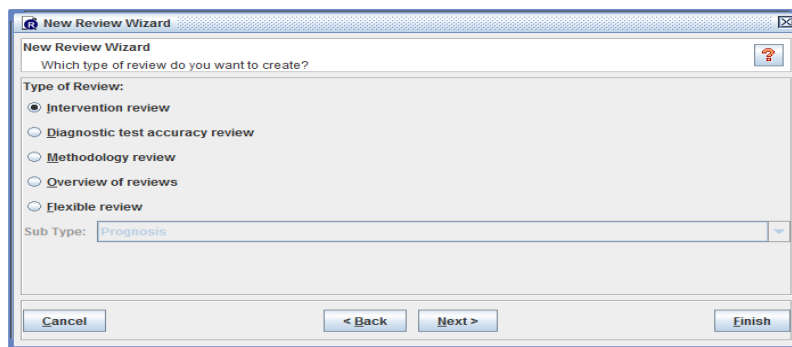 New Review Wizard
New Review Wizard
Which type of review do you want to create?
Type of Review:
Intervention review
Diagnostic test accuracy review
Methodology review
Overview of reviews
Flexible review
Sub Type: Prognosis
Cancel < Back Next > Finish